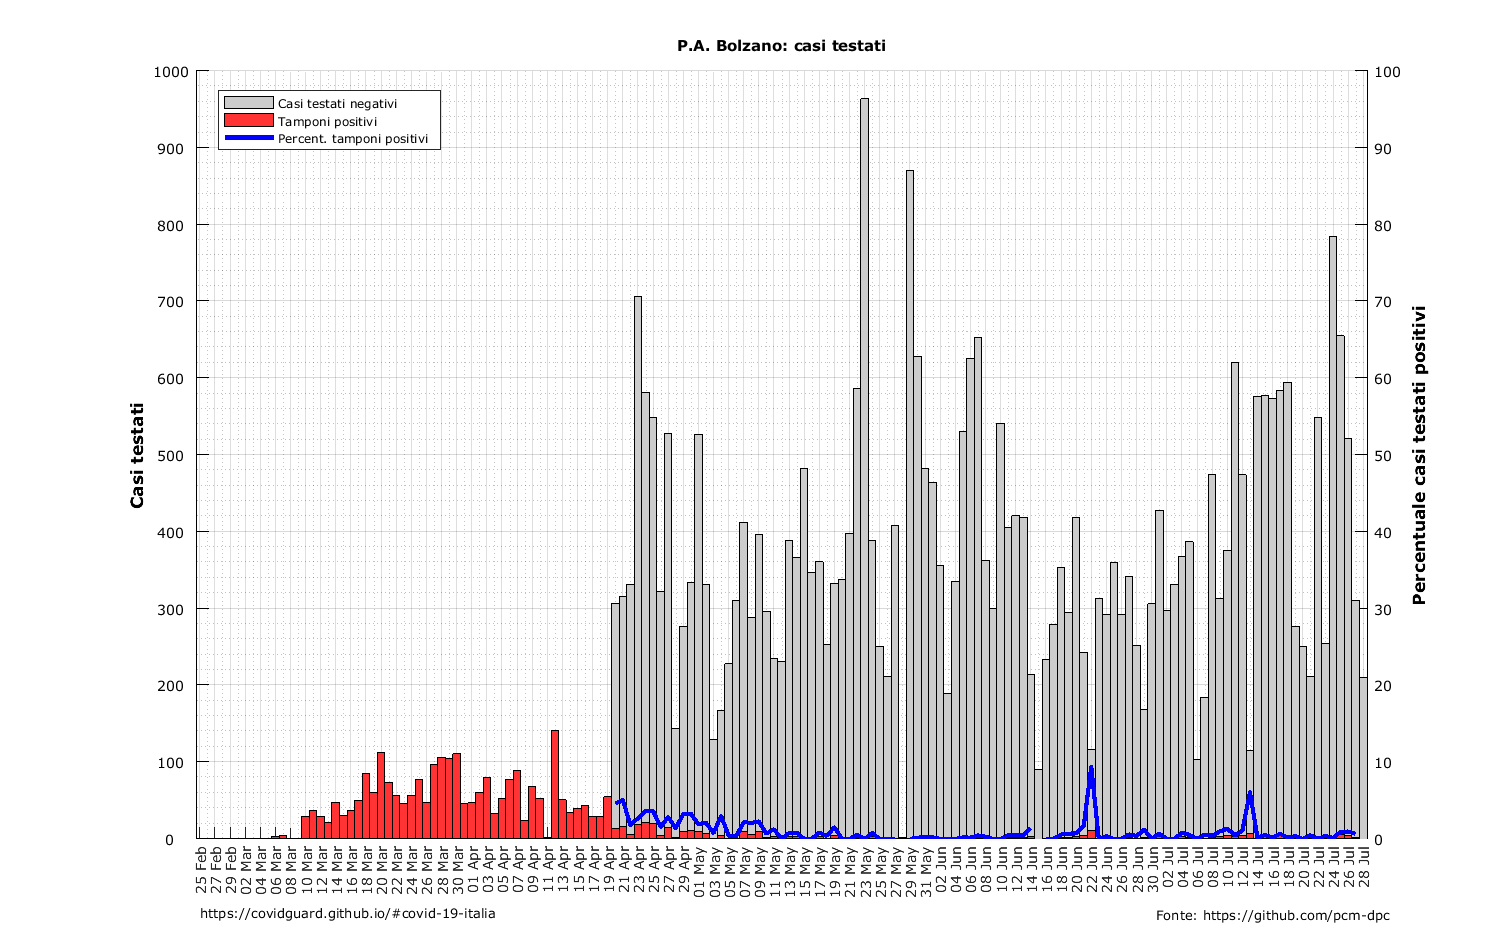 P.A. Bolzano: casi testati
Casi testati negativi
Tamponi positivi
Percent. tamponi positivi
Casi testati
1000
900
800
700
600
500
400
300
200
100
0
Percentuale casi testati positivi
100
90
80
70
60
50
40
30
20
10
0
25 Feb
27 Feb
29 Feb
02 Mar
04 Mar
06 Mar
08 Mar
10 Mar
12 Mar
14 Mar
16 Mar
18 Mar
20 Mar
22 Mar
24 Mar
26 Mar
28 Mar
30 Mar
01 Apr
03 Apr
05 Apr
07 Apr
09 Apr
11 Apr
13 Apr
15 Apr
17 Apr
19 Apr
21 Apr
23 Apr
25 Apr
27 Apr
29 Apr
01 May
03 May
05 May
07 May
09 May
11 May
13 May
15 May
17 May
19 May
21 May
23 May
25 May
27 May
29 May
31 May
02 Jun
04 Jun
06 Jun
08 Jun
10 Jun
12 Jun
14 Jun
16 Jun
18 Jun
20 Jun
22 Jun
24 Jun
26 Jun
28 Jun
30 Jun
02 Jul
04 Jul
06 Jul
08 Jul
10 Jul
12 Jul
14 Jul
16 Jul
18 Jul
20 Jul
22 Jul
24 Jul
26 Jul
28 Jul
https://covidguard.github.io/#covid-19-italia
Fonte: https://github.com/pcm-dpc